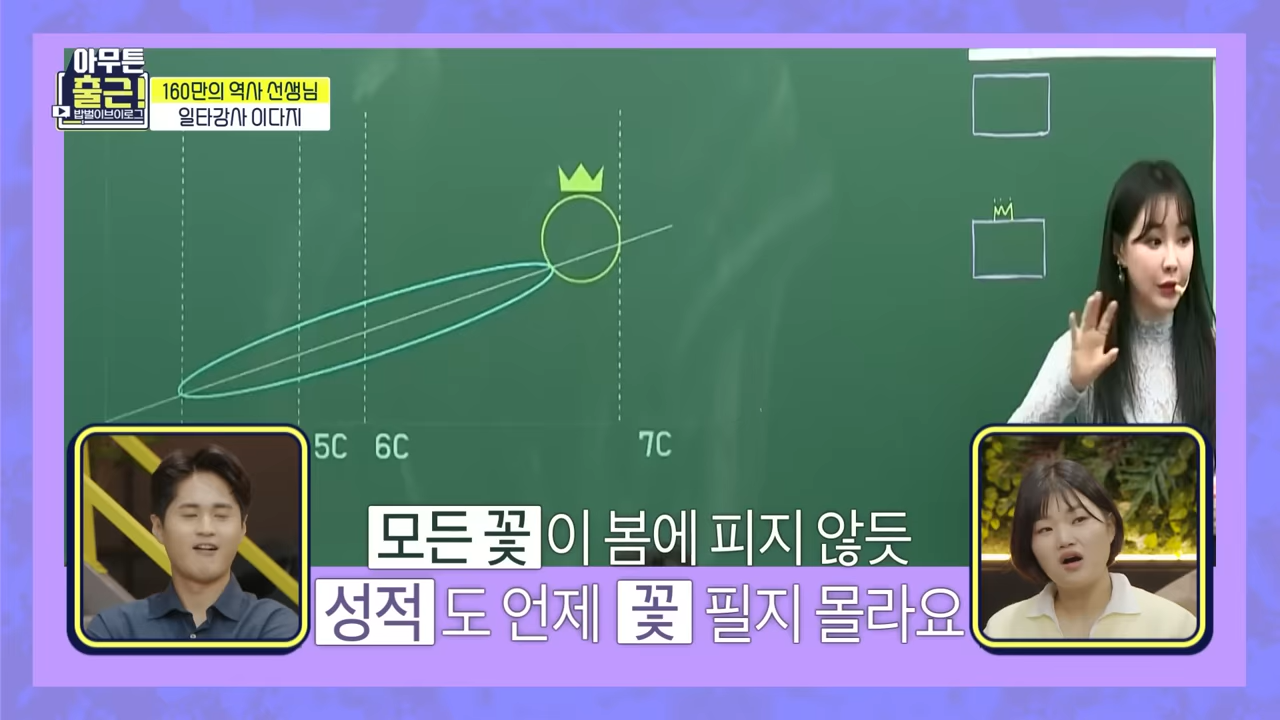 아무튼
출근!
밥벌이브이로그
160만의 역사 선생님
일타강사 이다지
5C 6C 7C
모든 꽃이 봄에 피지 않듯
성적도 언제 꽃 필지 몰라요